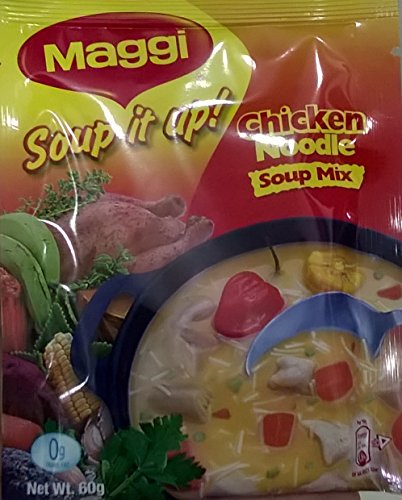 Maggi
Soup it up!
Chicken
Noodle
Soup Mix
0g
Net Wt. 60g